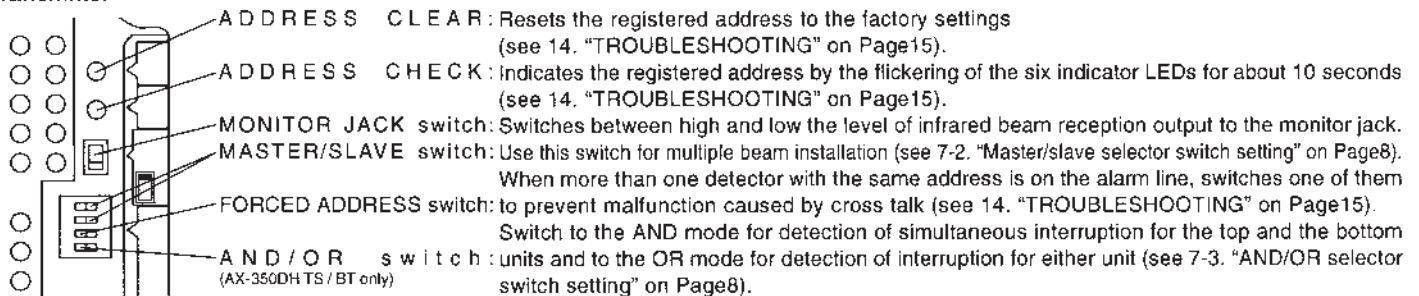 ADDRESS CLEAR: Resets the registered address to the factory settings
(see 14. "TROUBLESHOOTING" on Page15).
ADDRESS CHECK: Indicates the registered address by the flickering of the six indicator LEDs for about 10 seconds
(see 14. "TROUBLESHOOTING" on Page15).
MONITOR JACK switch: Switches between high and low the level of infrared beam reception output to the monitor jack.
MASTER/SLAVE switch: Use this switch for multiple beam installation (see 7-2. "Master/slave selector switch setting" on Page8).
When more than one detector with the same address is on the alarm line, switches one of them
FORCED ADDRESS switch: to prevent malfunction caused by cross talk (see 14. "TROUBLESHOOTING" on Page15).
Switch to the AND mode for detection of simultaneous interruption for the top and the bottom
AND/OR switch: units and to the OR mode for detection of interruption for either unit (see 7-3. "AND/OR selector
(AX-350DH TS / BT only) switch setting" on Page8).